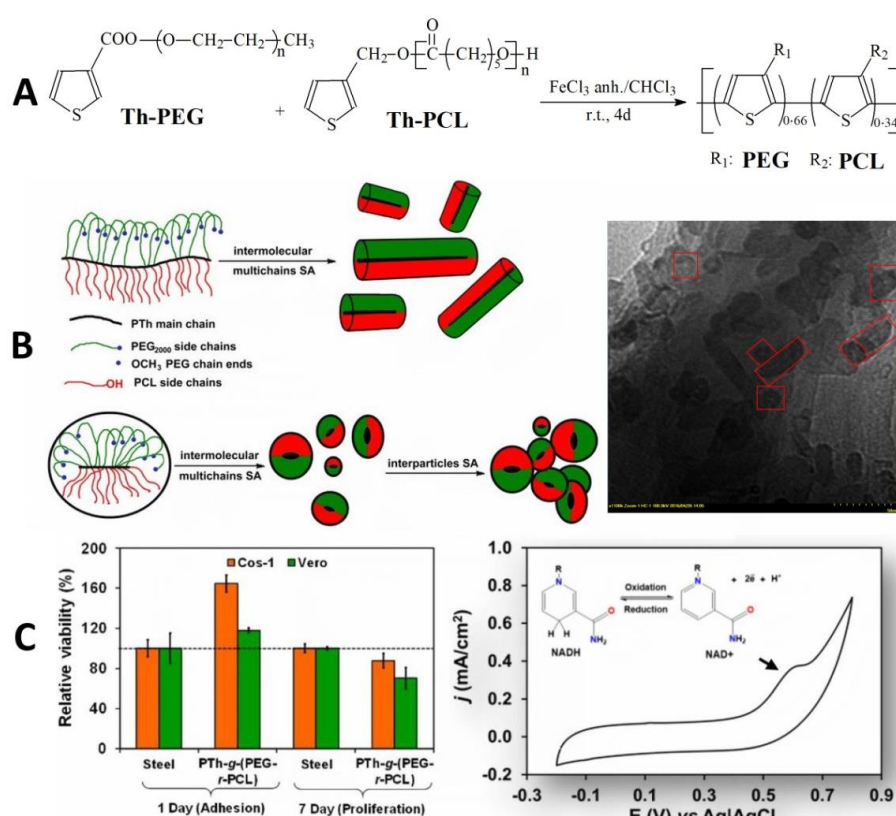 A
COO—(O—CH₂—CH₂)n—CH₃
S
Th-PEG
+
CH₂—O—[C—(CH₂)5—O]n—H
O
S
Th-PCL
FeCl₃ anh./CHCl₃
r.t., 4d
R₁
R₂
S
0.66
S
0.34
R₁: PEG R₂: PCL
B
intermolecular
multichains SA
PTh main chain
PEG₂₀₀₀ side chains
OCH₃ PEG chain ends
OH PCL side chains
intermolecular
multichains SA
interparticles SA
C
Relative viability (%)
200
160
120
80
40
0
Cos-1 Vero
Steel PTh-g-(PEG-r-PCL) Steel PTh-g-(PEG-r-PCL)
1 Day (Adhesion) 7 Day (Proliferation)
j (mA/cm²)
1.0
0.8
0.6
0.4
0.2
0.0
-0.2
R
N
H H
O
NH₂
NADH
Oxidation
Reduction
R
N
O
NH₂
NAD+
+ 2ē + H⁺
-0.3 -0.1 0.1 0.3 0.5 0.7 0.9
E (V) vs Ag|AgCl